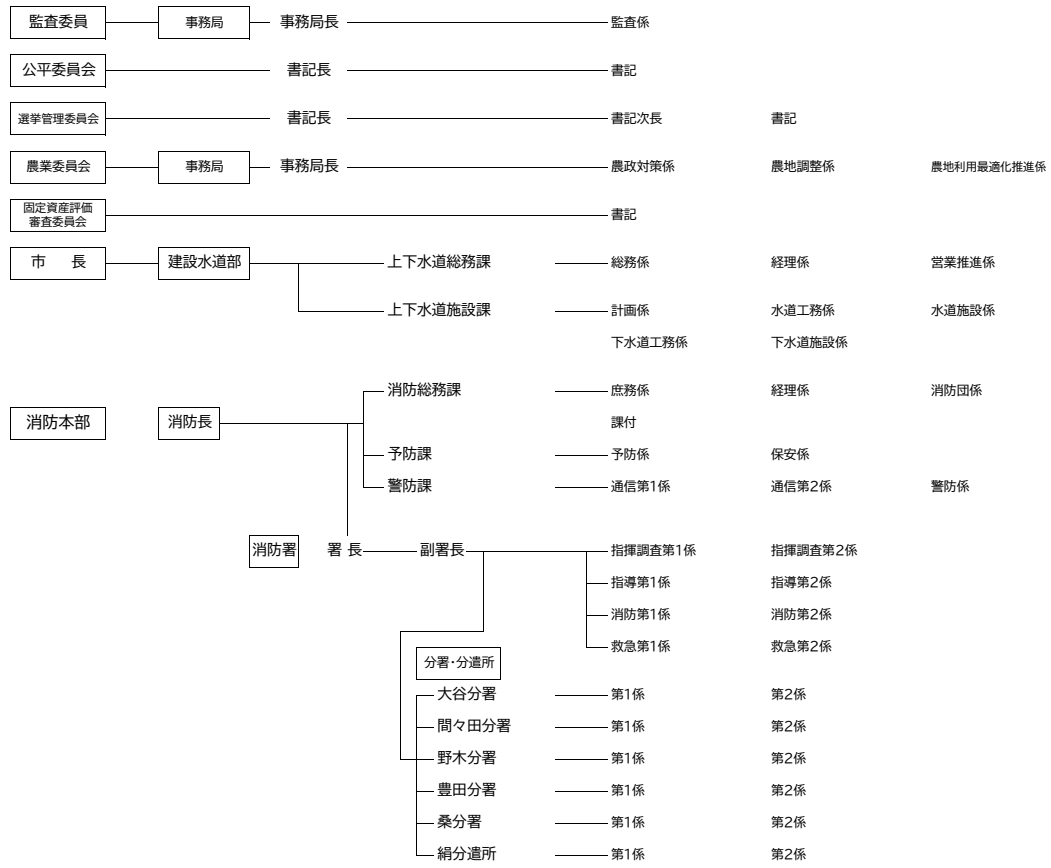 監査委員 事務局 事務局長 監査係
公平委員会 書記長 書記
選挙管理委員会 書記長 書記次長 書記
農業委員会 事務局 事務局長 農政対策係 農地調整係 農地利用最適化推進係
固定資産評価
審査委員会 書記
市 長 建設水道部 上下水道総務課 総務係 経理係 営業推進係
上下水道施設課 計画係 水道工務係 水道施設係
下水道工務係 下水道施設係
消防総務課 庶務係 経理係 消防団係
消防本部 消防長 課付
予防課 予防係 保安係
警防課 通信第1係 通信第2係 警防係
消防署 署 長 副署長 指揮調査第1係 指揮調査第2係
指導第1係 指導第2係
消防第1係 消防第2係
救急第1係 救急第2係
分署・分遣所
大谷分署 第1係 第2係
間々田分署 第1係 第2係
野木分署 第1係 第2係
豊田分署 第1係 第2係
桑分署 第1係 第2係
絹分遣所 第1係 第2係